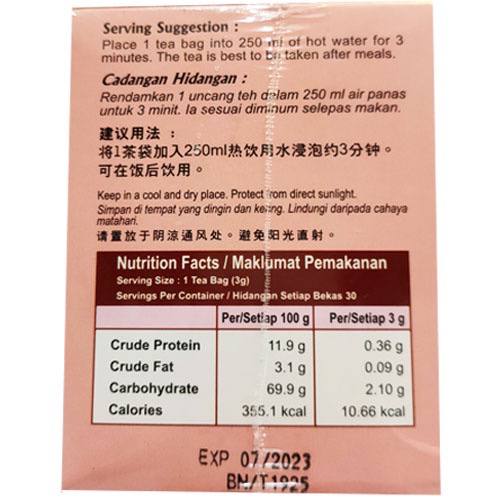 Serving Suggestion :
Place 1 tea bag into 250 ml of hot water for 3
minutes. The tea is best to be taken after meals.
Cadangan Hidangan :
Rendamkan 1 uncang teh dalam 250 ml air panas
untuk 3 minit. Ia sesuai diminum selepas makan.
建议用法 :
将1茶袋加入250ml热饮用水浸泡约3分钟。
可在饭后饮用。
Keep in a cool and dry place. Protect from direct sunlight.
Simpan di tempat yang dingin dan kering. Lindungi daripada cahaya
matahari.
请置放于阴凉通风处。避免阳光直射。
Nutrition Facts / Maklumat Pemakanan
Serving Size : 1 Tea Bag (3g)
Servings Per Container / Hidangan Setiap Bekas 30
Per/Setiap 100 g Per/Setiap 3 g
Crude Protein 11.9 g 0.36 g
Crude Fat 3.1 g 0.09 g
Carbohydrate 69.9 g 2.10 g
Calories 355.1 kcal 10.66 kcal
EXP 07/2023
BN/T1925